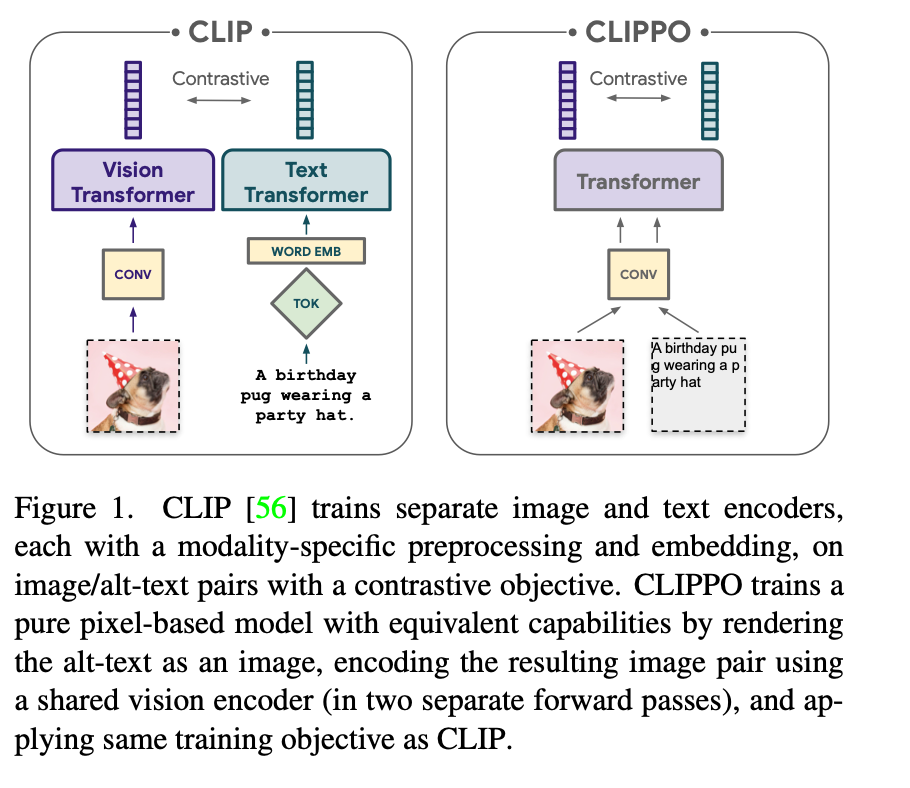 • CLIP •
Contrastive
Vision
Transformer
Text
Transformer
CONV
WORD EMB
TOK
A birthday
pug wearing a
party hat.
• CLIPPO •
Contrastive
Transformer
CONV
A birthday pu
g wearing a p
arty hat
Figure 1. CLIP [56] trains separate image and text encoders,
each with a modality-specific preprocessing and embedding, on
image/alt-text pairs with a contrastive objective. CLIPPO trains a
pure pixel-based model with equivalent capabilities by rendering
the alt-text as an image, encoding the resulting image pair using
a shared vision encoder (in two separate forward passes), and ap-
plying same training objective as CLIP.